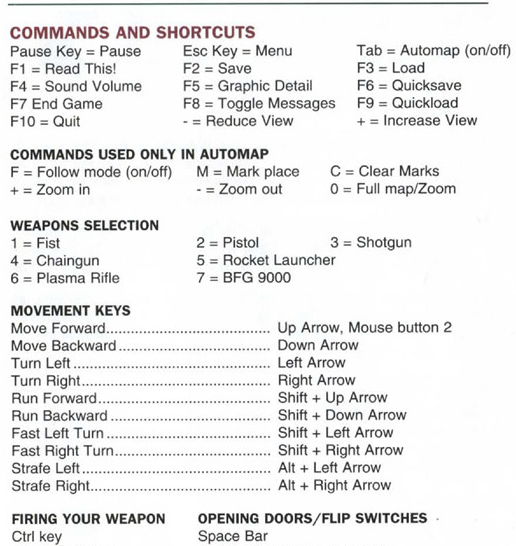 COMMANDS AND SHORTCUTS
Pause Key = Pause Esc Key = Menu Tab = Automap (on/off)
F1 = Read This! F2 = Save F3 = Load
F4 = Sound Volume F5 = Graphic Detail F6 = Quicksave
F7 End Game F8 = Toggle Messages F9 = Quickload
F10 = Quit - = Reduce View + = Increase View
COMMANDS USED ONLY IN AUTOMAP
F = Follow mode (on/off) M = Mark place C = Clear Marks
+ = Zoom in - = Zoom out 0 = Full map/Zoom
WEAPONS SELECTION
1 = Fist 2 = Pistol 3 = Shotgun
4 = Chaingun 5 = Rocket Launcher
6 = Plasma Rifle 7 = BFG 9000
MOVEMENT KEYS
Move Forward....................................... Up Arrow, Mouse button 2
Move Backward.................................... Down Arrow
Turn Left............................................... Left Arrow
Turn Right............................................. Right Arrow
Run Forward......................................... Shift + Up Arrow
Run Backward...................................... Shift + Down Arrow
Fast Left Turn....................................... Shift + Left Arrow
Fast Right Turn..................................... Shift + Right Arrow
Strafe Left............................................. Alt + Left Arrow
Strafe Right........................................... Alt + Right Arrow
FIRING YOUR WEAPON OPENING DOORS/FLIP SWITCHES
Ctrl key Space Bar